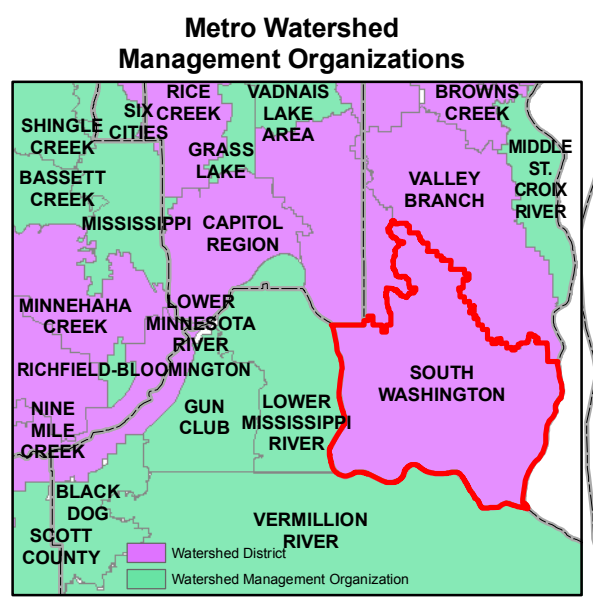 Metro Watershed
Management Organizations
RICE
CREEK
VADNAIS
LAKE
AREA
BROWNS
CREEK
SIX
CITIES
SHINGLE
CREEK
GRASS
LAKE
MIDDLE
ST.
CROIX
RIVER
BASSETT
CREEK
VALLEY
BRANCH
MISSISSIPPI
CAPITOL
REGION
MINNEHAHA
CREEK
LOWER
MINNESOTA
RIVER
RICHFIELD-BLOOMINGTON
SOUTH
WASHINGTON
NINE
MILE
CREEK
GUN
CLUB
LOWER
MISSISSIPPI
RIVER
BLACK
DOG
SCOTT
COUNTY
VERMILLION
RIVER
Watershed District
Watershed Management Organization